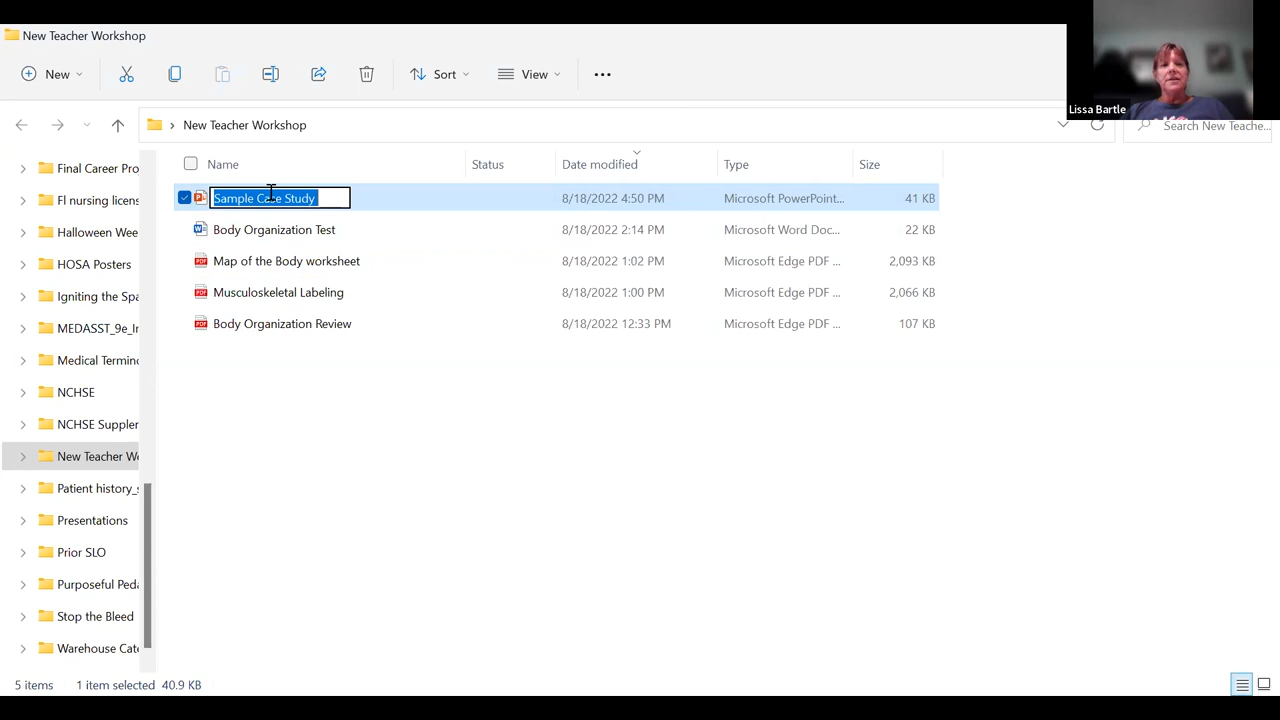 New Teacher Workshop
New
Sort
View
Lissa Bartle
New Teacher Workshop
Search New Teache...
Name Status Date modified Type Size
Sample Case Study 8/18/2022 4:50 PM Microsoft PowerPoint... 41 KB
Body Organization Test 8/18/2022 2:14 PM Microsoft Word Doc... 22 KB
Map of the Body worksheet 8/18/2022 1:02 PM Microsoft Edge PDF ... 2,093 KB
Musculoskeletal Labeling 8/18/2022 1:00 PM Microsoft Edge PDF ... 2,066 KB
Body Organization Review 8/18/2022 12:33 PM Microsoft Edge PDF ... 107 KB
Final Career Pro
Fl nursing licens
Halloween Wee
HOSA Posters
Igniting the Spa
MEDASST_9e_In
Medical Termino
NCHSE
NCHSE Suppler
New Teacher Wo
Patient history_s
Presentations
Prior SLO
Purposeful Peda
Stop the Bleed
Warehouse Cate
5 items 1 item selected 40.9 KB